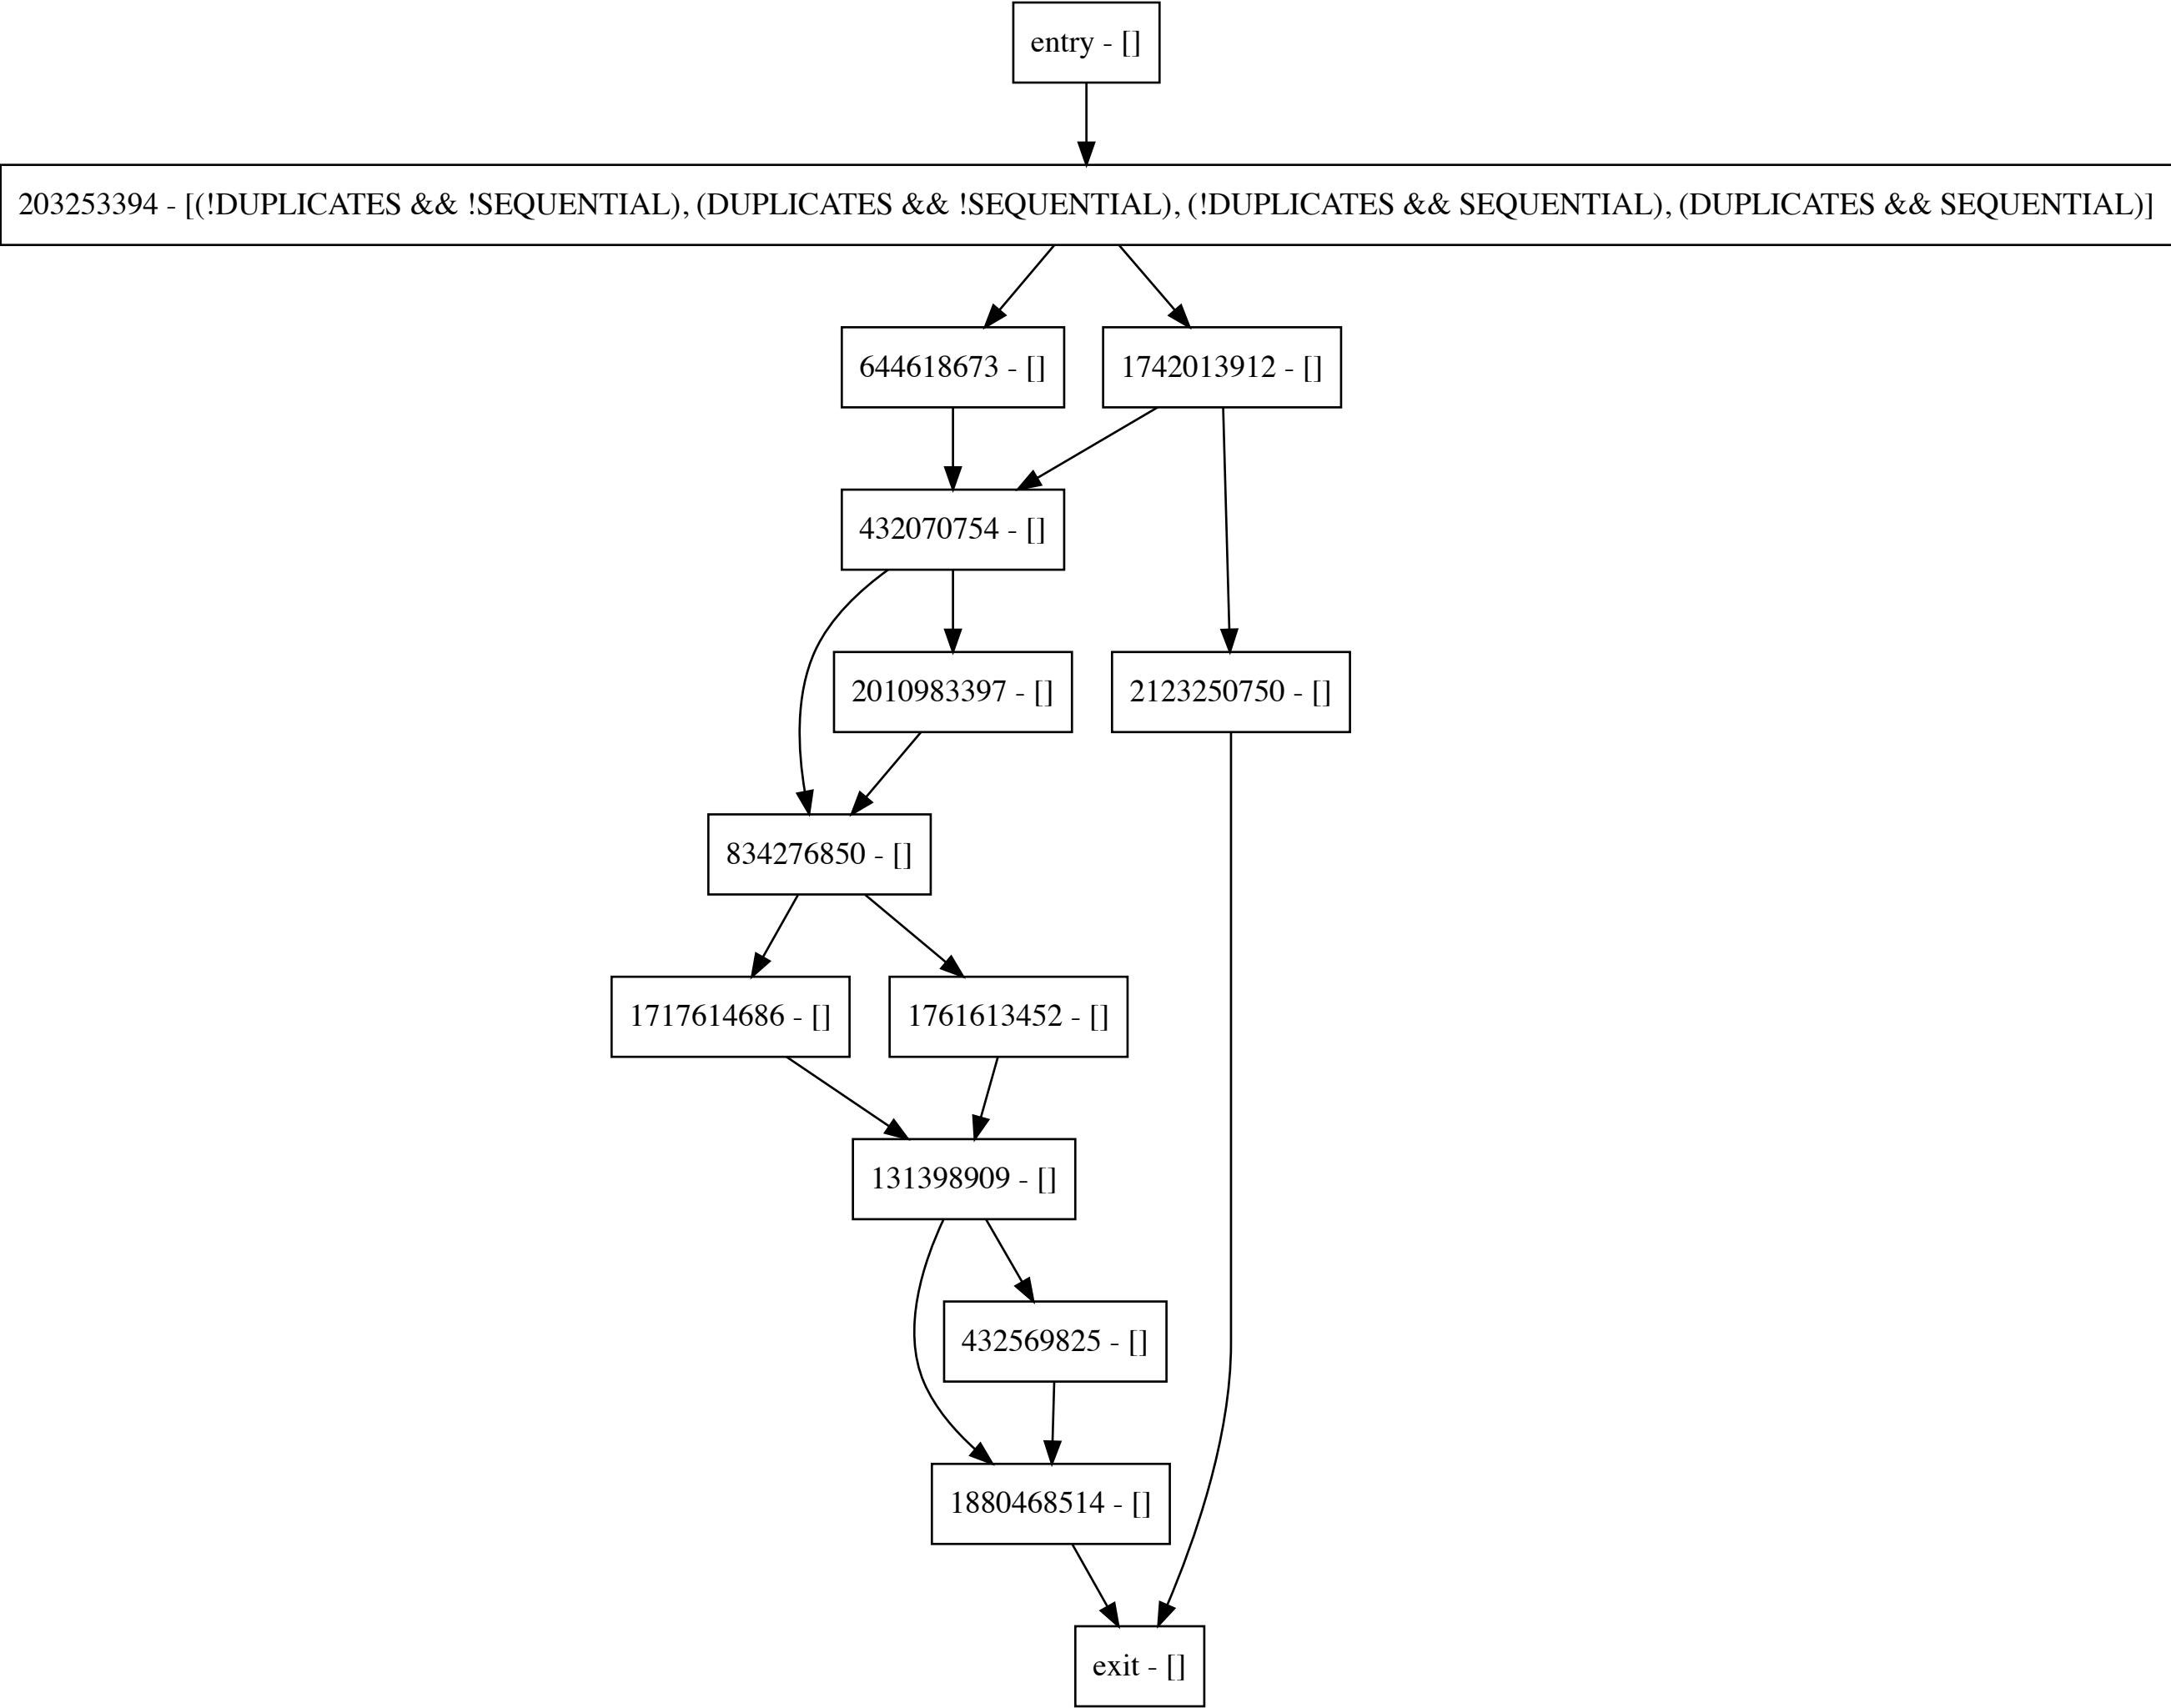 entry - []
203253394 - [(!DUPLICATES && !SEQUENTIAL), (DUPLICATES && !SEQUENTIAL), (!DUPLICATES && SEQUENTIAL), (DUPLICATES && SEQUENTIAL)]
644618673 - []
1742013912 - []
432070754 - []
2010983397 - []
2123250750 - []
834276850 - []
1717614686 - []
1761613452 - []
131398909 - []
432569825 - []
1880468514 - []
exit - []